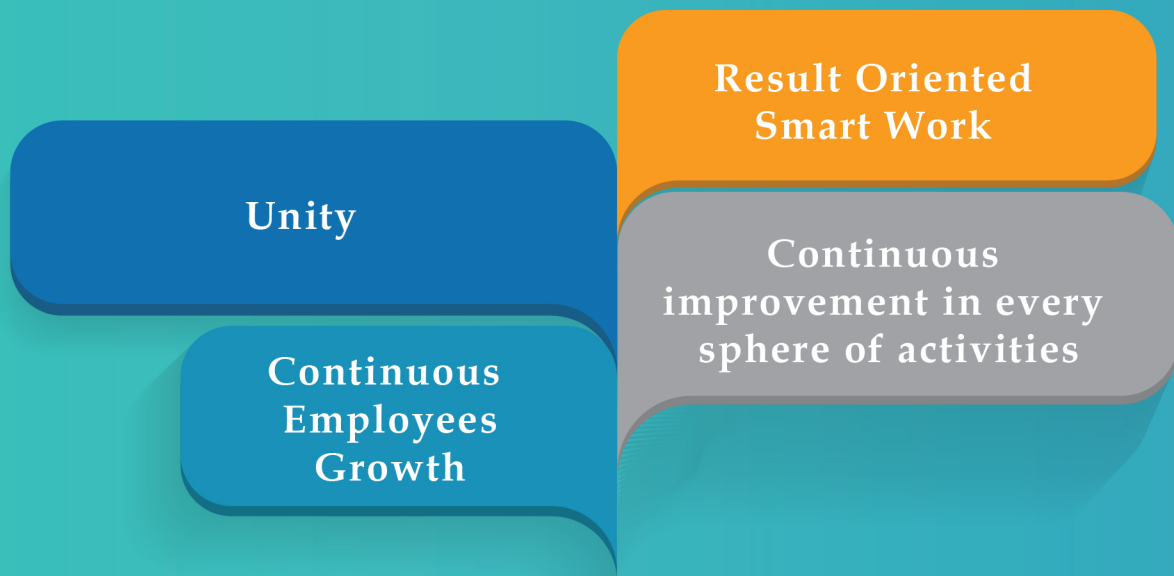 Result Oriented
Smart Work
Unity
Continuous
improvement in every
sphere of activities
Continuous
Employees
Growth